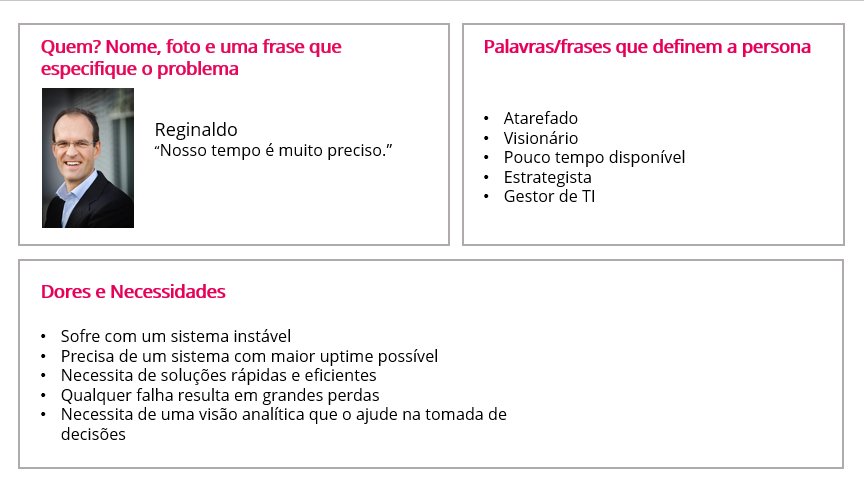 Quem? Nome, foto e uma frase que
especifique o problema
Reginaldo
“Nosso tempo é muito preciso.”
Palavras/frases que definem a persona
• Atarefado
• Visionário
• Pouco tempo disponível
• Estrategista
• Gestor de TI
Dores e Necessidades
• Sofre com um sistema instável
• Precisa de um sistema com maior uptime possível
• Necessita de soluções rápidas e eficientes
• Qualquer falha resulta em grandes perdas
• Necessita de uma visão analítica que o ajude na tomada de
decisões